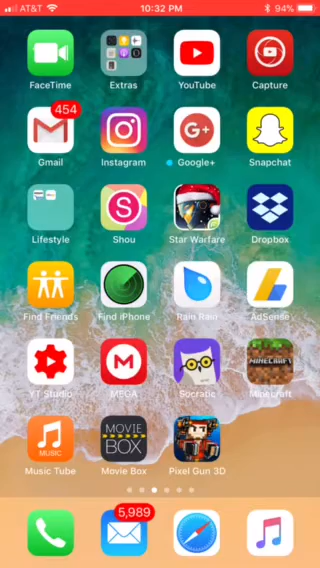 AT&T 10:32 PM 94%
FaceTime Extras YouTube Capture
454
Gmail Instagram Google+ Snapchat
Lifestyle Shou Star Warfare Dropbox
Find Friends Find iPhone Rain Rain AdSense
MINECRAFT
YT Studio MEGA Socratic Minecraft
MUSIC MOVIE
BOX
Music Tube Movie Box Pixel Gun 3D
5,989